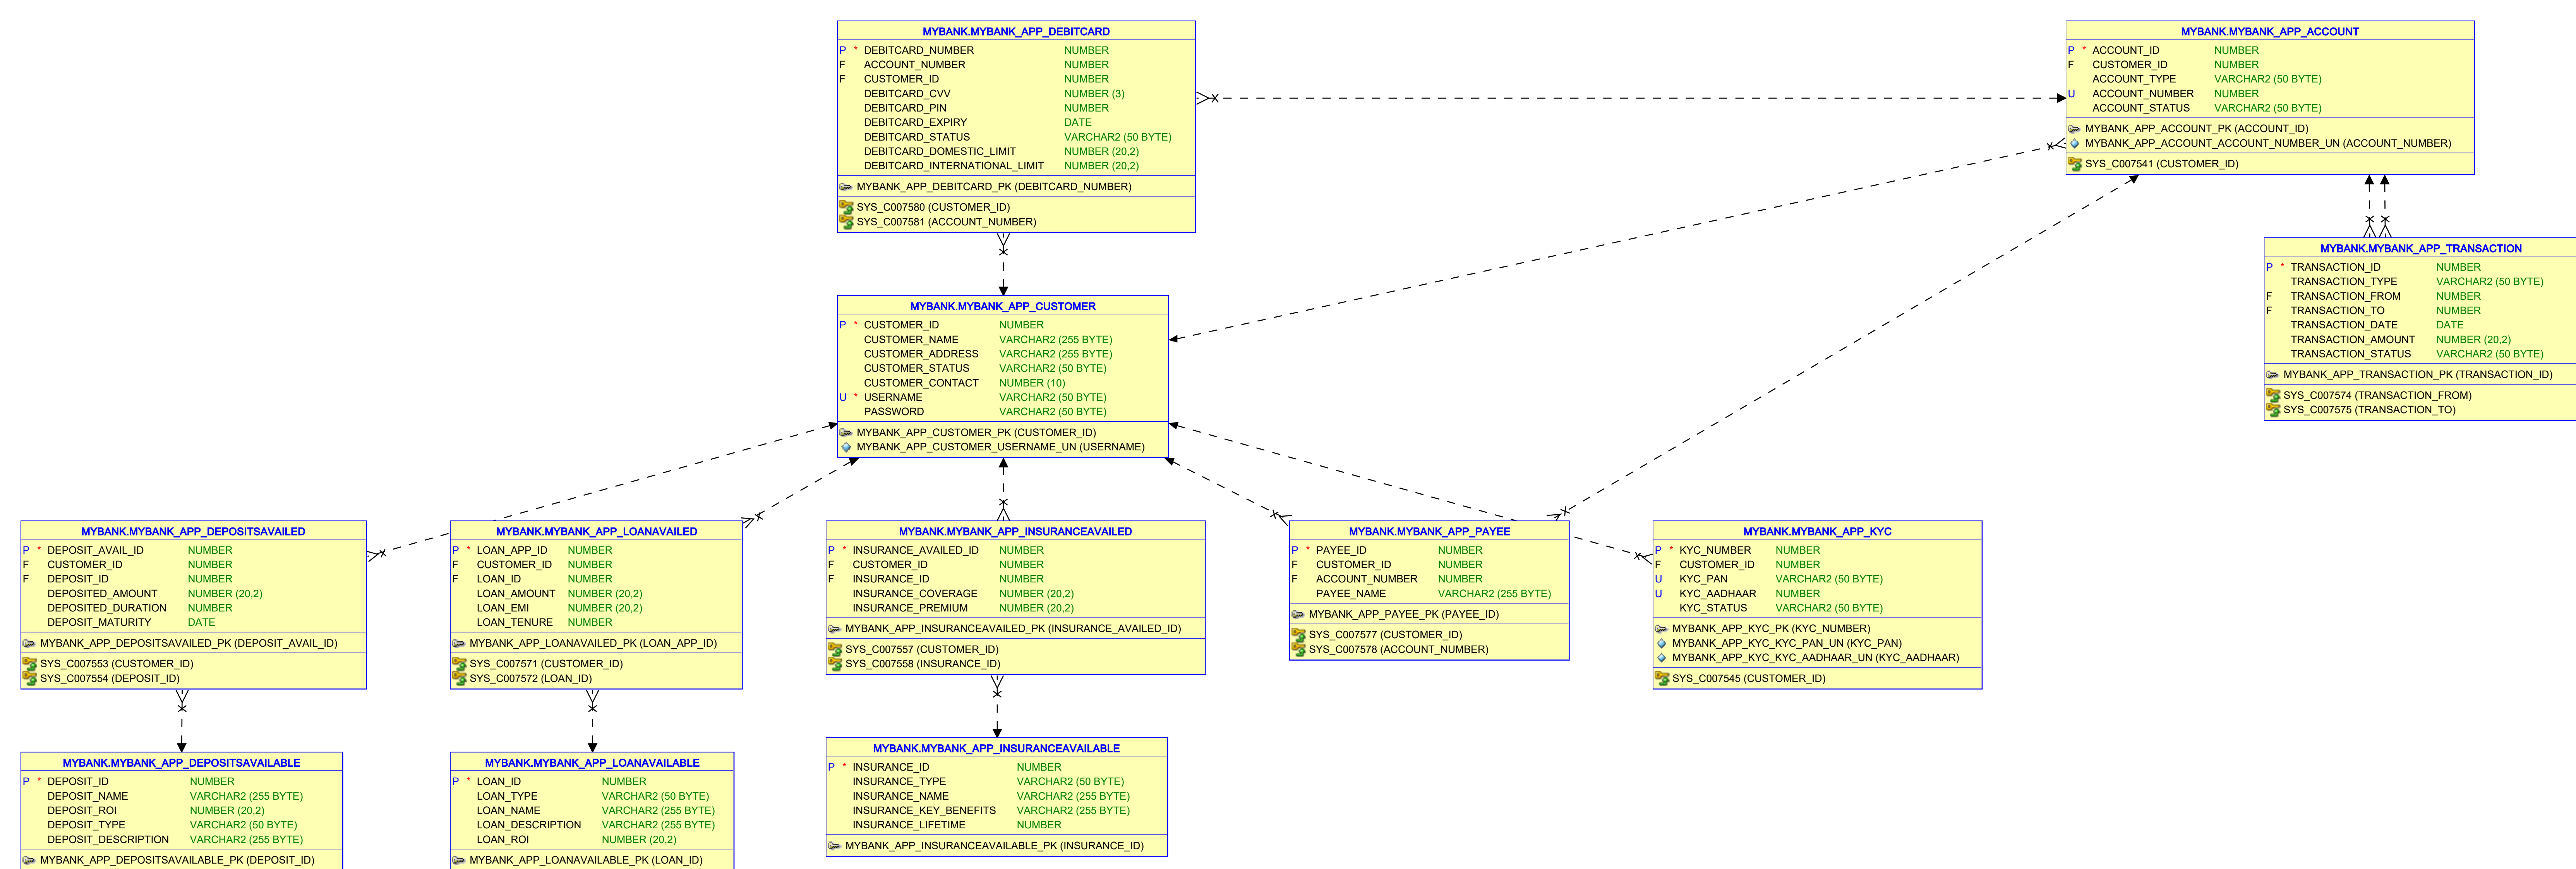 MYBANK.MYBANK_APP_DEBITCARD
P * DEBITCARD_NUMBER NUMBER
F ACCOUNT_NUMBER NUMBER
F CUSTOMER_ID NUMBER
DEBITCARD_CVV NUMBER (3)
DEBITCARD_PIN NUMBER
DEBITCARD_EXPIRY DATE
DEBITCARD_STATUS VARCHAR2 (50 BYTE)
DEBITCARD_DOMESTIC_LIMIT NUMBER (20,2)
DEBITCARD_INTERNATIONAL_LIMIT NUMBER (20,2)
MYBANK_APP_DEBITCARD_PK (DEBITCARD_NUMBER)
SYS_C007580 (CUSTOMER_ID)
SYS_C007581 (ACCOUNT_NUMBER)
MYBANK.MYBANK_APP_ACCOUNT
P * ACCOUNT_ID NUMBER
F CUSTOMER_ID NUMBER
ACCOUNT_TYPE VARCHAR2 (50 BYTE)
U ACCOUNT_NUMBER NUMBER
ACCOUNT_STATUS VARCHAR2 (50 BYTE)
MYBANK_APP_ACCOUNT_PK (ACCOUNT_ID)
MYBANK_APP_ACCOUNT_ACCOUNT_NUMBER_UN (ACCOUNT_NUMBER)
SYS_C007541 (CUSTOMER_ID)
MYBANK.MYBANK_APP_TRANSACTION
P * TRANSACTION_ID NUMBER
TRANSACTION_TYPE VARCHAR2 (50 BYTE)
F TRANSACTION_FROM NUMBER
F TRANSACTION_TO NUMBER
TRANSACTION_DATE DATE
TRANSACTION_AMOUNT NUMBER (20,2)
TRANSACTION_STATUS VARCHAR2 (50 BYTE)
MYBANK_APP_TRANSACTION_PK (TRANSACTION_ID)
SYS_C007574 (TRANSACTION_FROM)
SYS_C007575 (TRANSACTION_TO)
MYBANK.MYBANK_APP_CUSTOMER
P * CUSTOMER_ID NUMBER
CUSTOMER_NAME VARCHAR2 (255 BYTE)
CUSTOMER_ADDRESS VARCHAR2 (255 BYTE)
CUSTOMER_STATUS VARCHAR2 (50 BYTE)
CUSTOMER_CONTACT NUMBER (10)
U * USERNAME VARCHAR2 (50 BYTE)
PASSWORD VARCHAR2 (50 BYTE)
MYBANK_APP_CUSTOMER_PK (CUSTOMER_ID)
MYBANK_APP_CUSTOMER_USERNAME_UN (USERNAME)
MYBANK.MYBANK_APP_DEPOSITSAVAILED
P * DEPOSIT_AVAIL_ID NUMBER
F CUSTOMER_ID NUMBER
F DEPOSIT_ID NUMBER
DEPOSITED_AMOUNT NUMBER (20,2)
DEPOSITED_DURATION NUMBER
DEPOSIT_MATURITY DATE
MYBANK_APP_DEPOSITSAVAILED_PK (DEPOSIT_AVAIL_ID)
SYS_C007553 (CUSTOMER_ID)
SYS_C007554 (DEPOSIT_ID)
MYBANK.MYBANK_APP_LOANAVAILED
P * LOAN_APP_ID NUMBER
F CUSTOMER_ID NUMBER
F LOAN_ID NUMBER
LOAN_AMOUNT NUMBER (20,2)
LOAN_EMI NUMBER (20,2)
LOAN_TENURE NUMBER
MYBANK_APP_LOANAVAILED_PK (LOAN_APP_ID)
SYS_C007571 (CUSTOMER_ID)
SYS_C007572 (LOAN_ID)
MYBANK.MYBANK_APP_INSURANCEAVAILED
P * INSURANCE_AVAILED_ID NUMBER
F CUSTOMER_ID NUMBER
F INSURANCE_ID NUMBER
INSURANCE_COVERAGE NUMBER (20,2)
INSURANCE_PREMIUM NUMBER (20,2)
MYBANK_APP_INSURANCEAVAILED_PK (INSURANCE_AVAILED_ID)
SYS_C007557 (CUSTOMER_ID)
SYS_C007558 (INSURANCE_ID)
MYBANK.MYBANK_APP_PAYEE
P * PAYEE_ID NUMBER
F CUSTOMER_ID NUMBER
F ACCOUNT_NUMBER NUMBER
PAYEE_NAME VARCHAR2 (255 BYTE)
MYBANK_APP_PAYEE_PK (PAYEE_ID)
SYS_C007577 (CUSTOMER_ID)
SYS_C007578 (ACCOUNT_NUMBER)
MYBANK.MYBANK_APP_KYC
P * KYC_NUMBER NUMBER
F CUSTOMER_ID NUMBER
U KYC_PAN VARCHAR2 (50 BYTE)
U KYC_AADHAAR NUMBER
KYC_STATUS VARCHAR2 (50 BYTE)
MYBANK_APP_KYC_PK (KYC_NUMBER)
MYBANK_APP_KYC_KYC_PAN_UN (KYC_PAN)
MYBANK_APP_KYC_KYC_AADHAAR_UN (KYC_AADHAAR)
SYS_C007545 (CUSTOMER_ID)
MYBANK.MYBANK_APP_DEPOSITSAVAILABLE
P * DEPOSIT_ID NUMBER
DEPOSIT_NAME VARCHAR2 (255 BYTE)
DEPOSIT_ROI NUMBER (20,2)
DEPOSIT_TYPE VARCHAR2 (50 BYTE)
DEPOSIT_DESCRIPTION VARCHAR2 (255 BYTE)
MYBANK_APP_DEPOSITSAVAILABLE_PK (DEPOSIT_ID)
MYBANK.MYBANK_APP_LOANAVAILABLE
P * LOAN_ID NUMBER
LOAN_TYPE VARCHAR2 (50 BYTE)
LOAN_NAME VARCHAR2 (255 BYTE)
LOAN_DESCRIPTION VARCHAR2 (255 BYTE)
LOAN_ROI NUMBER (20,2)
MYBANK_APP_LOANAVAILABLE_PK (LOAN_ID)
MYBANK.MYBANK_APP_INSURANCEAVAILABLE
P * INSURANCE_ID NUMBER
INSURANCE_TYPE VARCHAR2 (50 BYTE)
INSURANCE_NAME VARCHAR2 (255 BYTE)
INSURANCE_KEY_BENEFITS VARCHAR2 (255 BYTE)
INSURANCE_LIFETIME NUMBER
MYBANK_APP_INSURANCEAVAILABLE_PK (INSURANCE_ID)